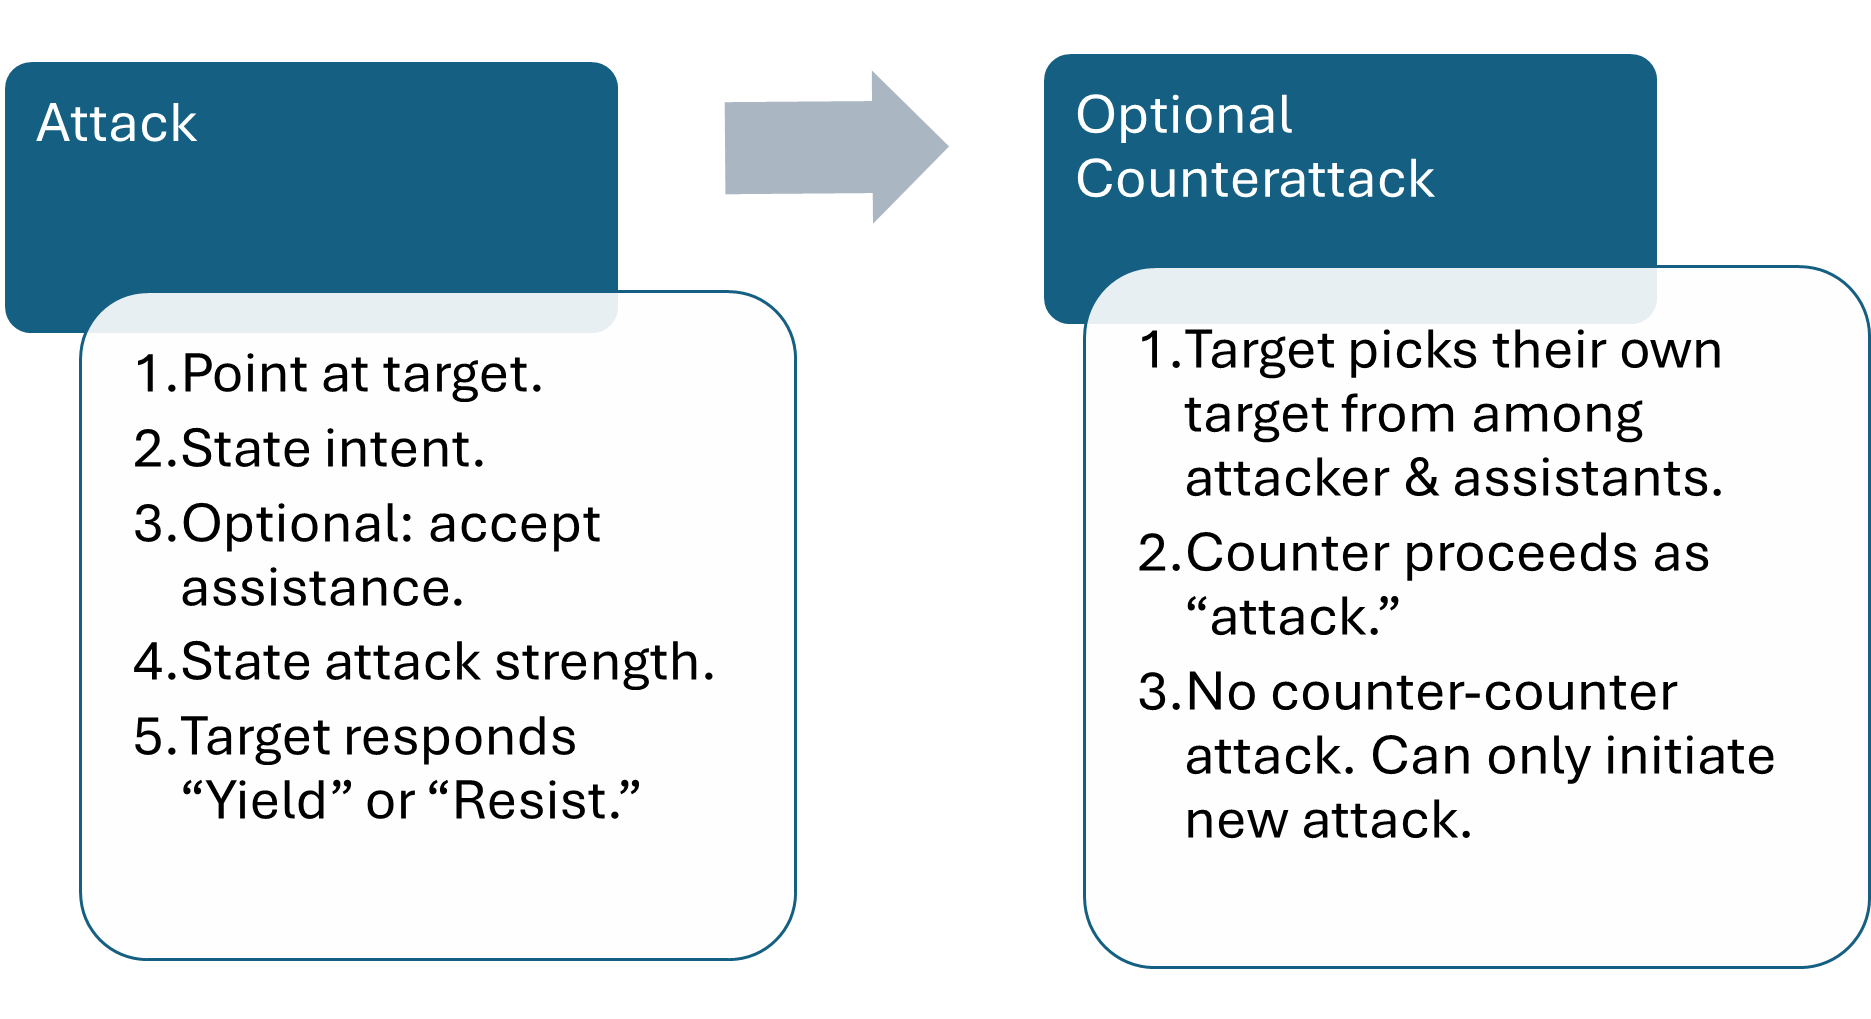 Attack
1.Point at target.
2.State intent.
3.Optional: accept
assistance.
4.State attack strength.
5.Target responds
“Yield” or “Resist.”
Optional
Counterattack
1.Target picks their own
target from among
attacker & assistants.
2.Counter proceeds as
“attack.”
3.No counter-counter
attack. Can only initiate
new attack.